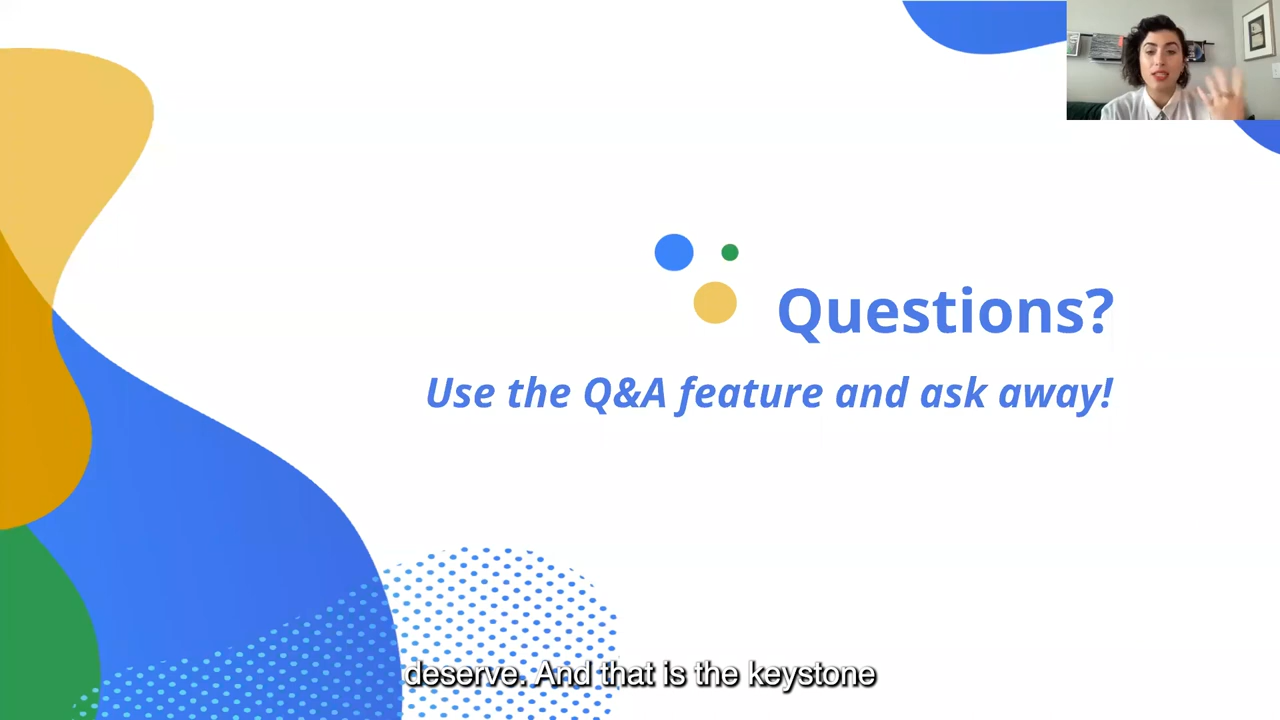 Questions?
Use the Q&A feature and ask away!
deserve. And that is the keystone